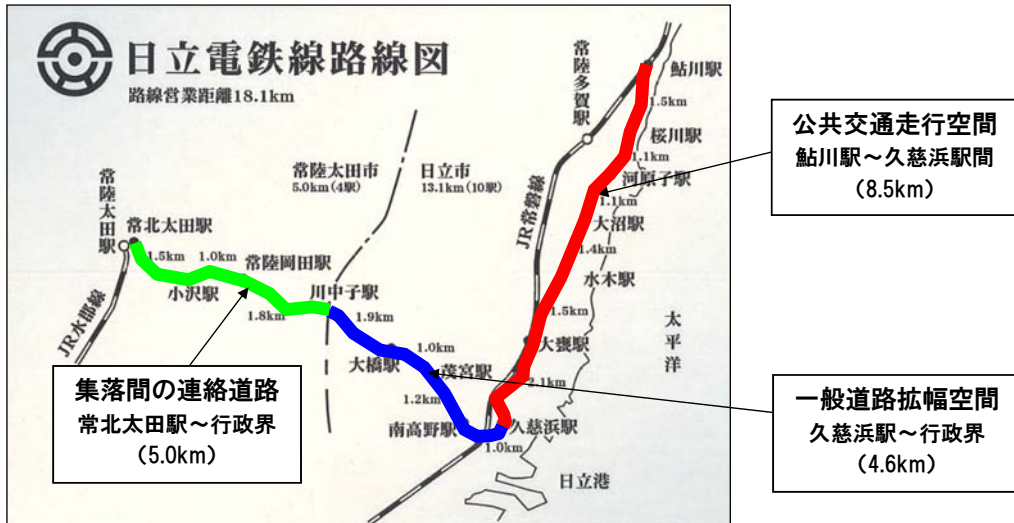 日立電鉄線路線図
路線営業距離18.1km
常陸多賀駅
鮎川駅
1.5km
桜川駅
1.1km
河原子駅
1.1km
大沼駅
1.4km
水木駅
1.5km
大甕駅
2.1km
久慈浜駅
1.0km
南高野駅
1.2km
茂宮駅
1.0km
大橋駅
1.9km
川中子駅
1.8km
常陸岡田駅
1.0km
小沢駅
1.5km
常北太田駅
常陸太田駅
常陸太田市
5.0km(4駅)
日立市
13.1km(10駅)
JR常磐線
JR水郡線
太平洋
日立港
公共交通走行空間
鮎川駅～久慈浜駅間
（8.5km）
集落間の連絡道路
常北太田駅～行政界
（5.0km）
一般道路拡幅空間
久慈浜駅～行政界
（4.6km）